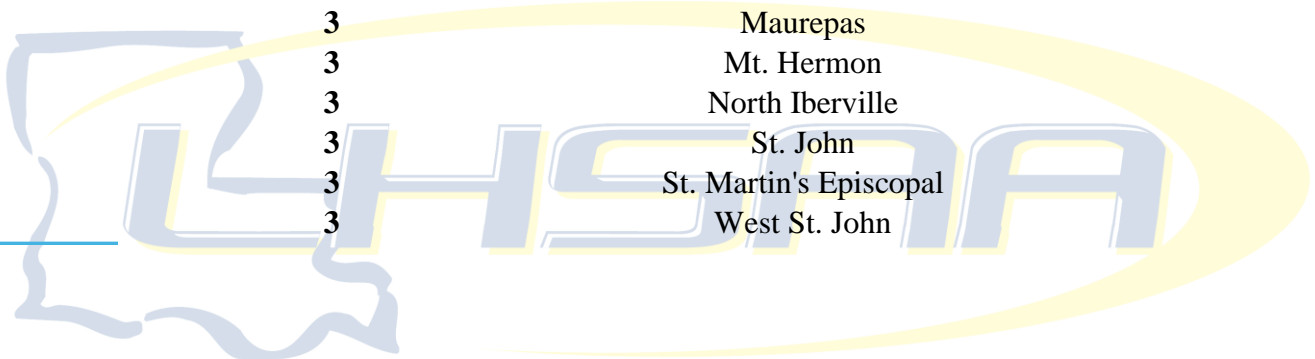 3 Maurepas
3 Mt. Hermon
3 North Iberville
3 St. John
3 St. Martin's Episcopal
3 West St. John
LHSAA